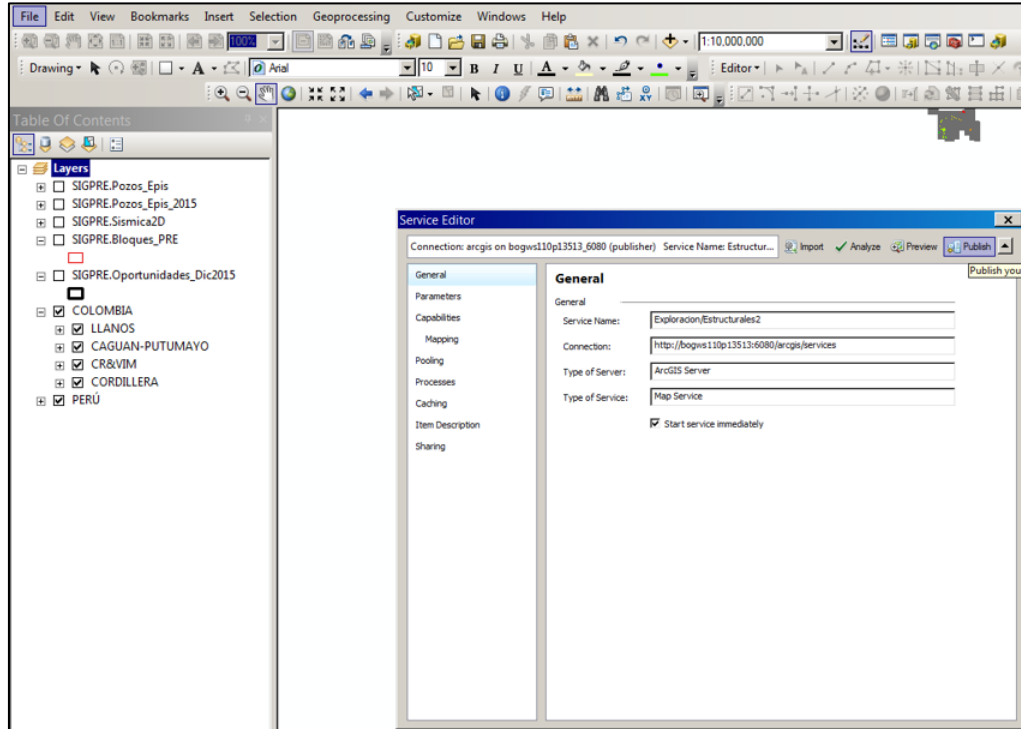 File Edit View Bookmarks Insert Selection Geoprocessing Customize Windows Help
100% 1:10,000,000
Drawing A Arial 10 B I U A Editor
Table Of Contents
Layers
SIGPRE.Pozos_Epis
SIGPRE.Pozos_Epis_2015
SIGPRE.Sismica2D
SIGPRE.Bloques_PRE
SIGPRE.Oportunidades_Dic2015
COLOMBIA
LLANOS
CAGUAN-PUTUMAYO
CR&VIM
CORDILLERA
PERÚ
Service Editor
Connection: arcgis on bogws110p13513_6080 (publisher) Service Name: Estructur... Import Analyze Preview Publish
Publish you
General
Parameters
Capabilities
Mapping
Pooling
Processes
Caching
Item Description
Sharing
General
General
Service Name: Exploracion/Estructurales2
Connection: http://bogws110p13513:6080/arcgis/services
Type of Server: ArcGIS Server
Type of Service: Map Service
Start service immediately